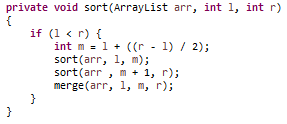 private void sort(ArrayList arr, int l, int r)
{
    if (l < r) {
        int m = l + ((r - l) / 2);
        sort(arr, l, m);
        sort(arr , m + 1, r);
        merge(arr, l, m, r);
    }
}